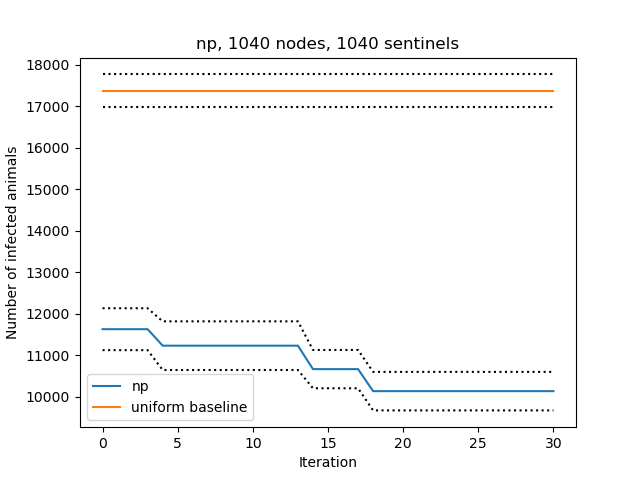 np, 1040 nodes, 1040 sentinels
18000
17000
16000
15000
14000
13000
12000
11000
10000
Number of infected animals
np
uniform baseline
0 5 10 15 20 25 30
Iteration